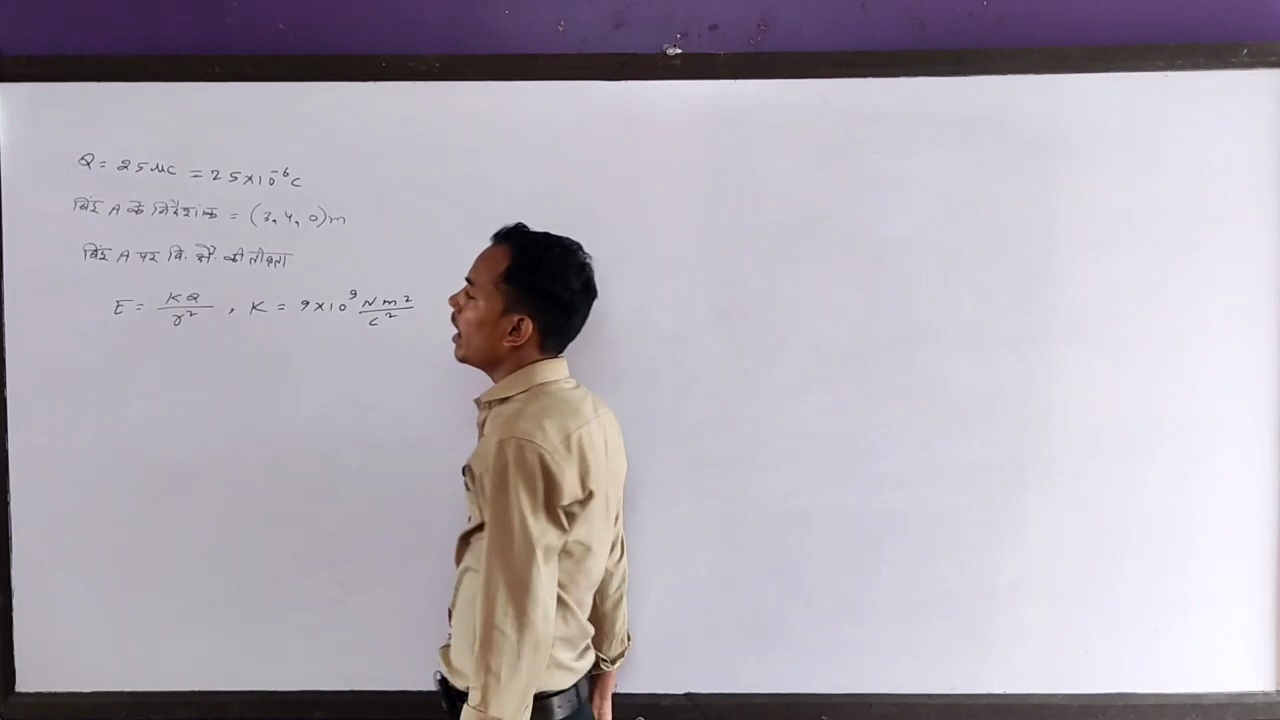 Q = 25 μC = 25×10⁻⁶ C
बिंदु A के निर्देशांक = (3, 4, 0) m
बिंदु A पर वि. क्षे. की तीव्रता
E = KQ/r² , K = 9×10⁹ Nm²/C²